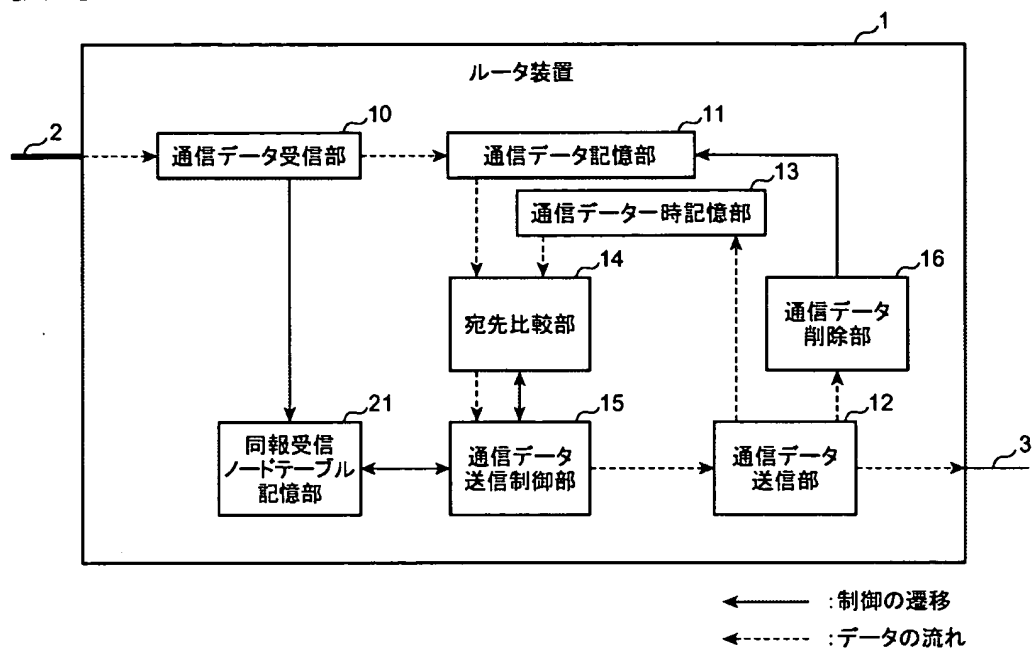 1
ルータ装置
2
10
11
通信データ受信部
通信データ記憶部
13
通信データ一時記憶部
14
16
宛先比較部
通信データ
削除部
21
15
12
同報受信
ノードテーブル
記憶部
通信データ
送信制御部
通信データ
送信部
3
:制御の遷移
:データの流れ